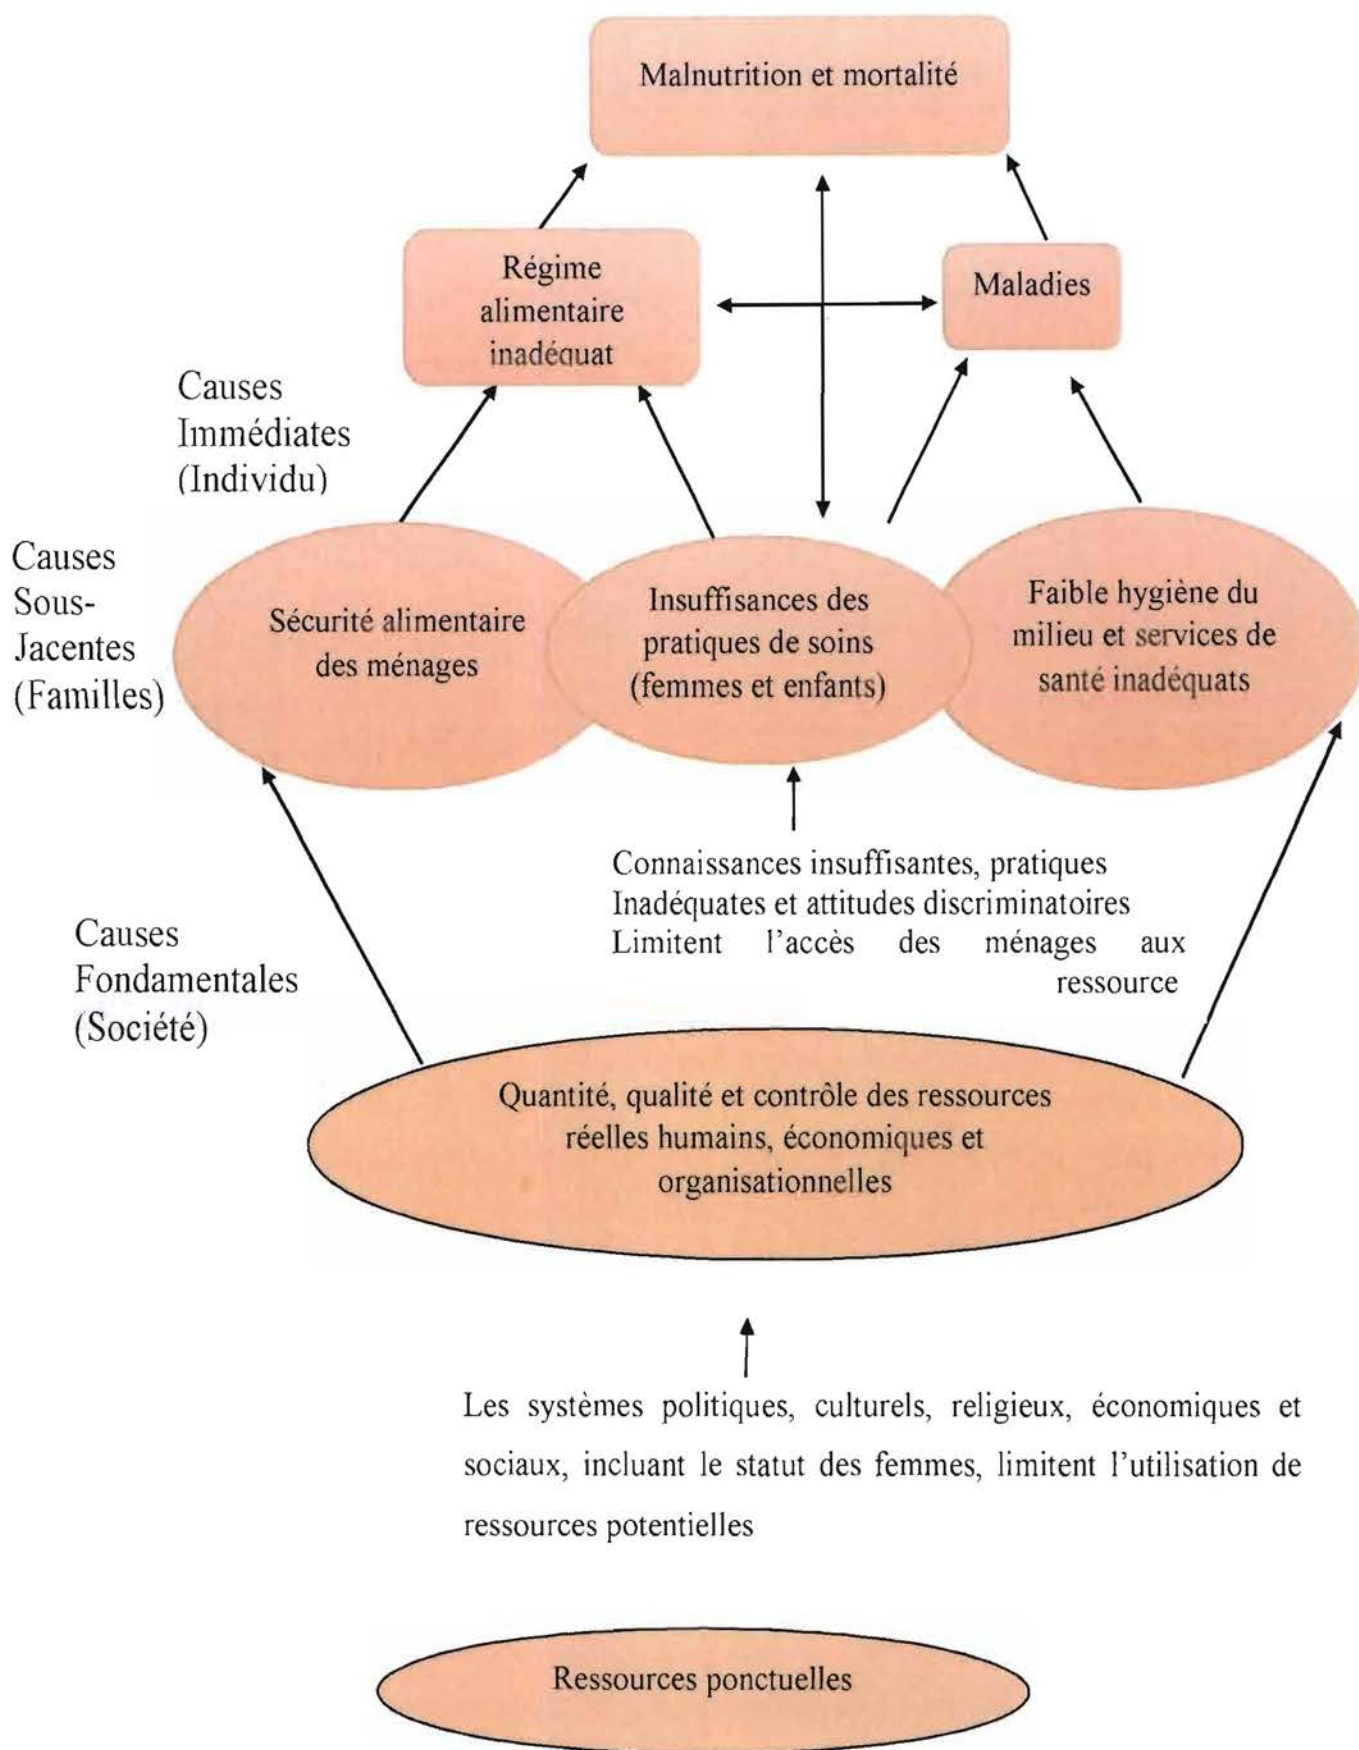 Malnutrition et mortalité
Régime
alimentaire
inadéquat
Maladies
Causes
Immédiates
(Individu)
Causes
Sous-
Jacentes
(Familles)
Sécurité alimentaire
des ménages
Insuffisances des
pratiques de soins
(femmes et enfants)
Faible hygiène du
milieu et services de
santé inadéquats
Connaissances insuffisantes, pratiques
Inadéquates et attitudes discriminatoires
Limitent l'accès des ménages aux
ressource
Causes
Fondamentales
(Société)
Quantité, qualité et contrôle des ressources
réelles humains, économiques et
organisationnelles
Les systèmes politiques, culturels, religieux, économiques et
sociaux, incluant le statut des femmes, limitent l'utilisation de
ressources potentielles
Ressources ponctuelles